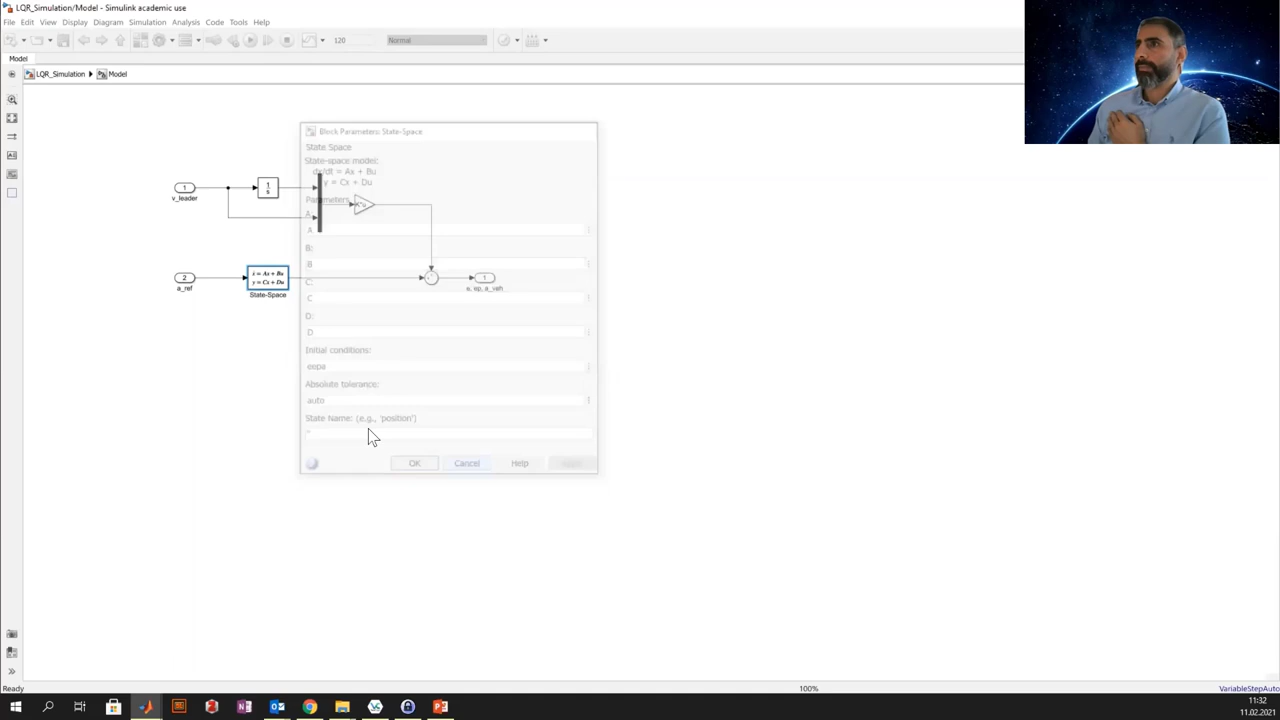 LQR_Simulation/Model - Simulink academic use
File Edit View Display Diagram Simulation Analysis Code Tools Help
120
Normal
Model
LQR_Simulation ▶ Model
Block Parameters: State-Space
State Space
State-space model:
dx/dt = Ax + Bu
y = Cx + Du
Parameters
A:
A
B:
B
C:
C
D:
D
Initial conditions:
Absolute tolerance:
auto
State Name: (e.g., 'position')
''
OK Cancel Help Apply
1
v_leader
1
s
K*u
2
a_ref
ẋ = Ax + Bu
y = Cx + Du
State-Space
1
e, ep, a_veh
Ready
100%
VariableStepAuto
11:32
11.02.2021